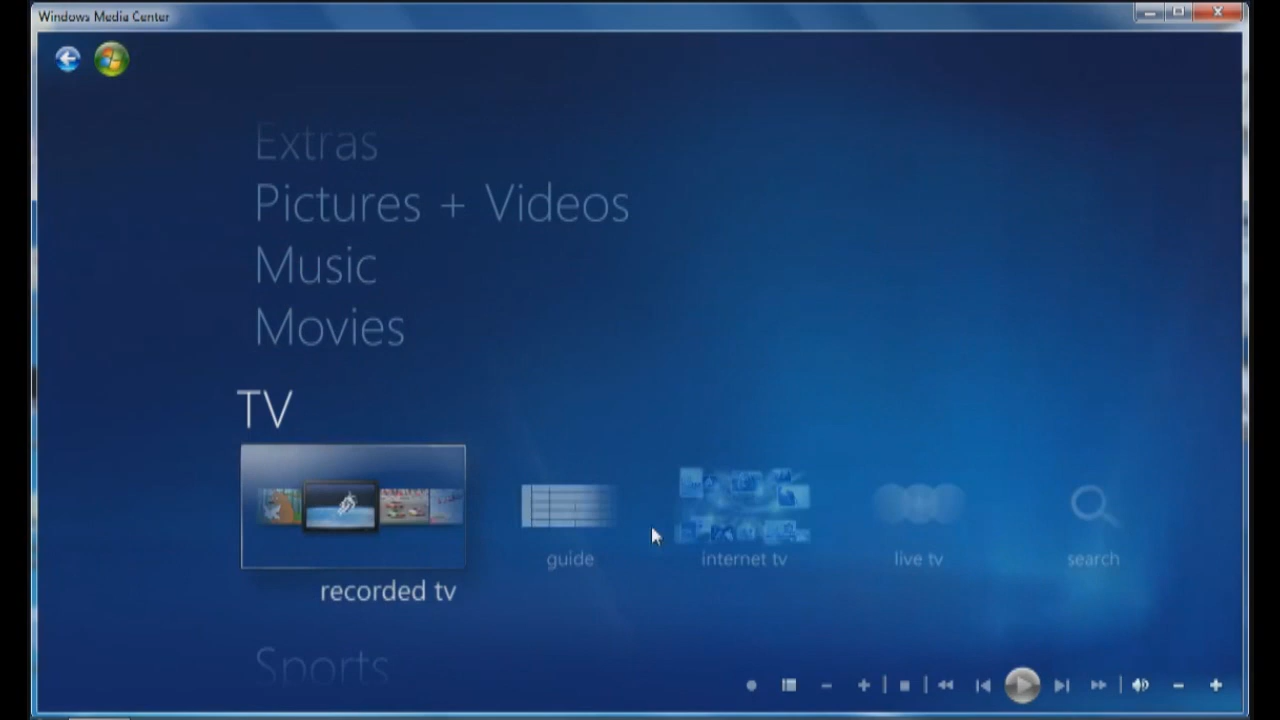 Windows Media Center
Extras
Pictures + Videos
Music
Movies
TV
guide
internet tv
live tv
search
recorded tv
Sports